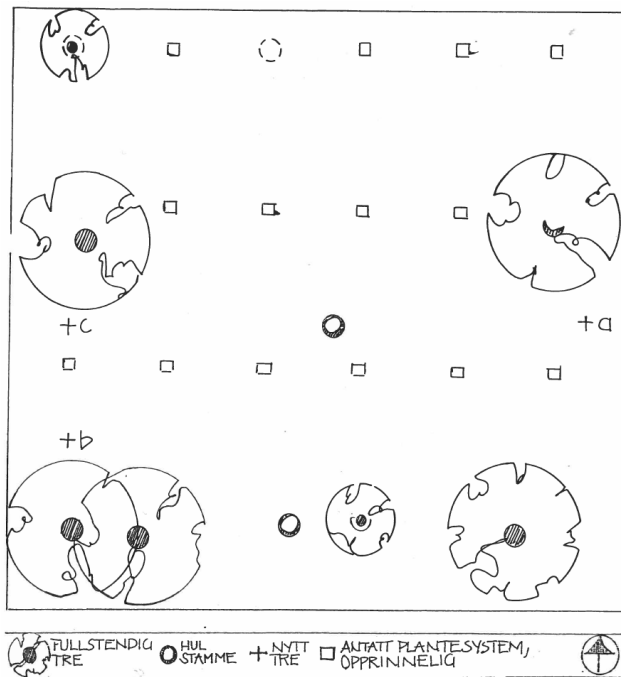 +c
+a
+b
FULLSTENDIG TRE
HUL STAMME
+ NYTT TRE
ANTATT PLANTESYSTEM, OPPRINNELIG